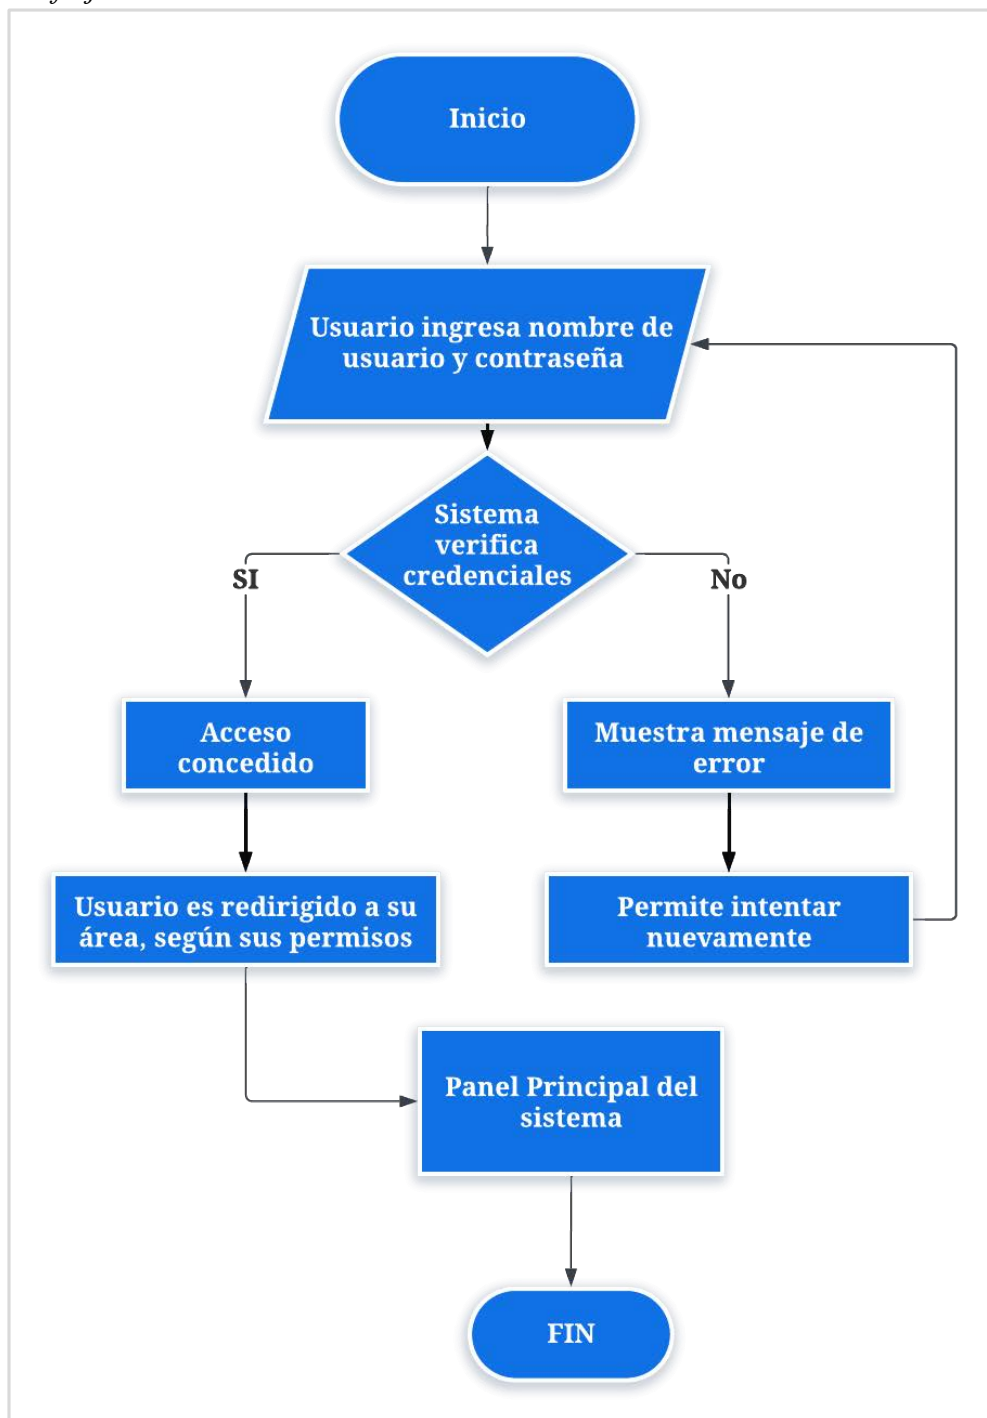 Inicio
Usuario ingresa nombre de
usuario y contraseña
Sistema
verifica
credenciales
SI
No
Acceso
concedido
Muestra mensaje de
error
Usuario es redirigido a su
área, según sus permisos
Permite intentar
nuevamente
Panel Principal del
sistema
FIN